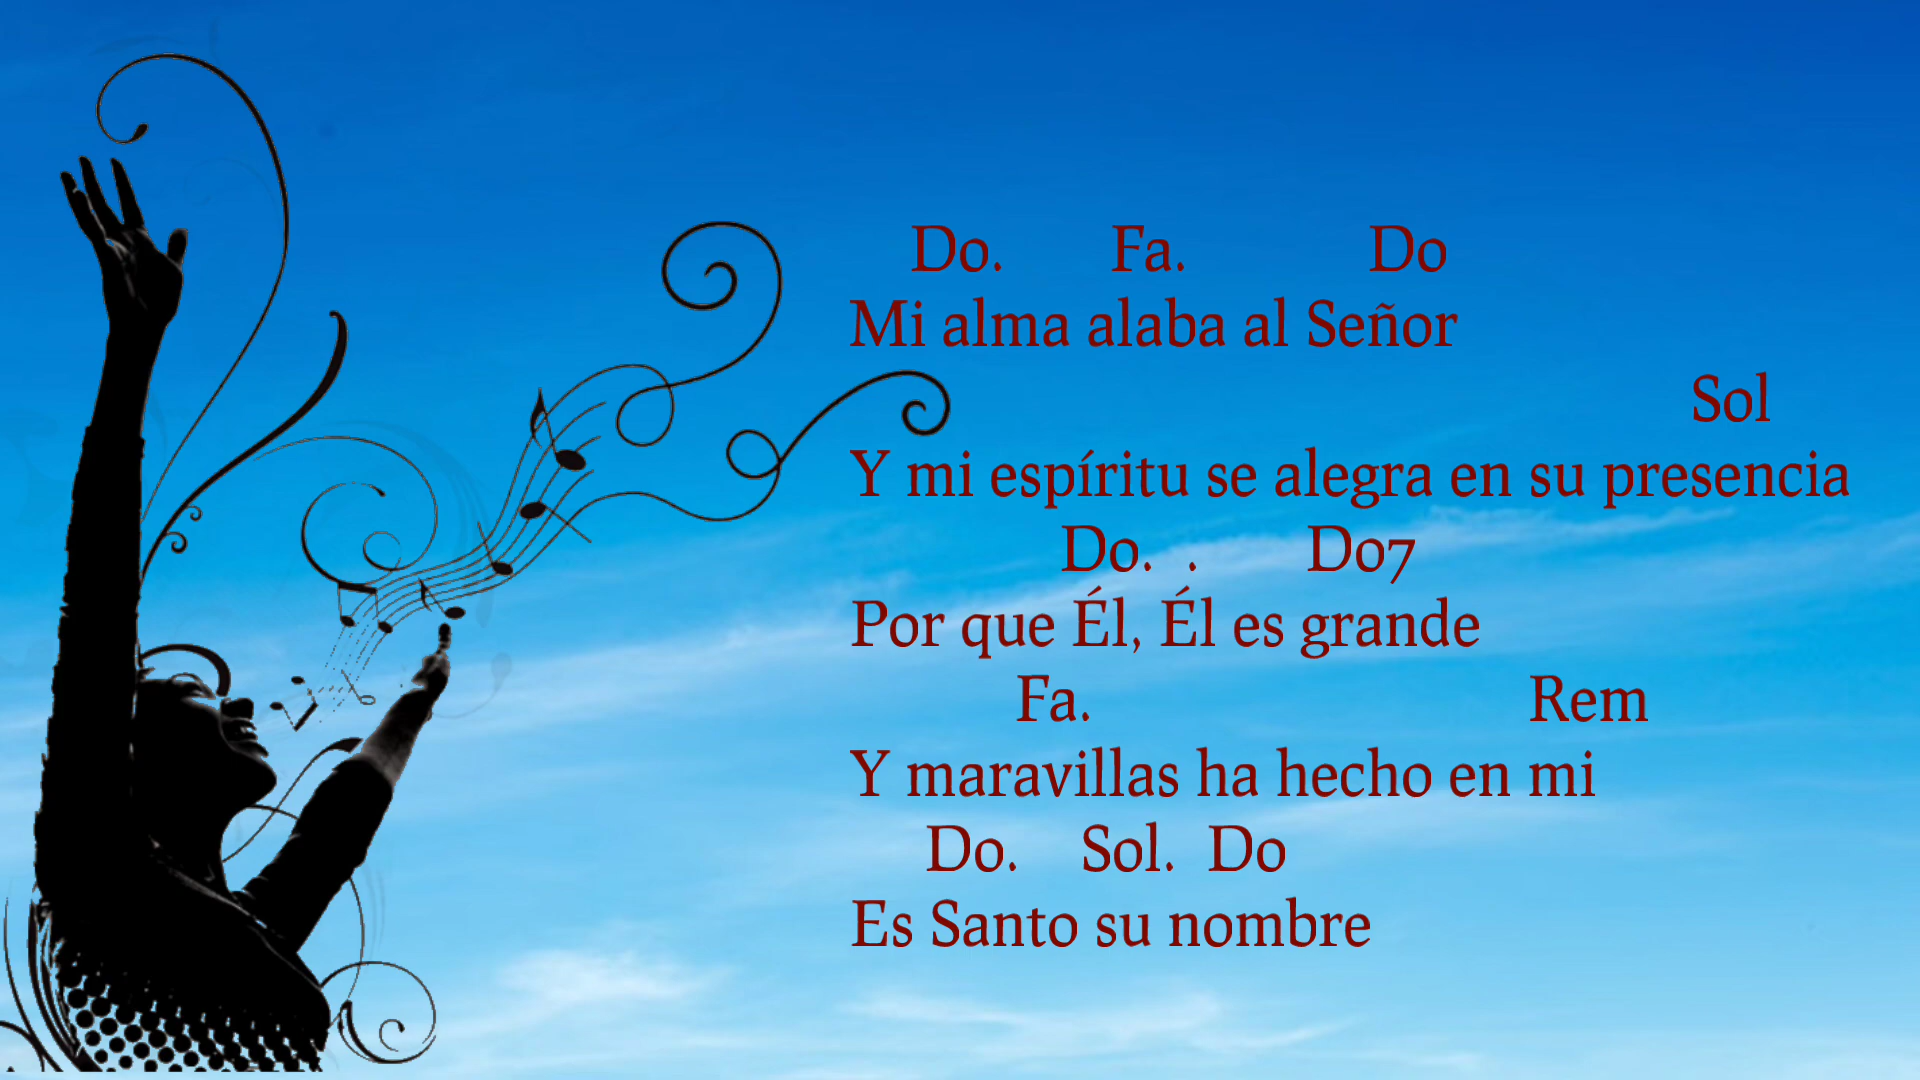 Do. Fa. Do
Mi alma alaba al Señor
Sol
Y mi espíritu se alegra en su presencia
Do. . Do7
Por que Él, Él es grande
Fa. Rem
Y maravillas ha hecho en mi
Do. Sol. Do
Es Santo su nombre